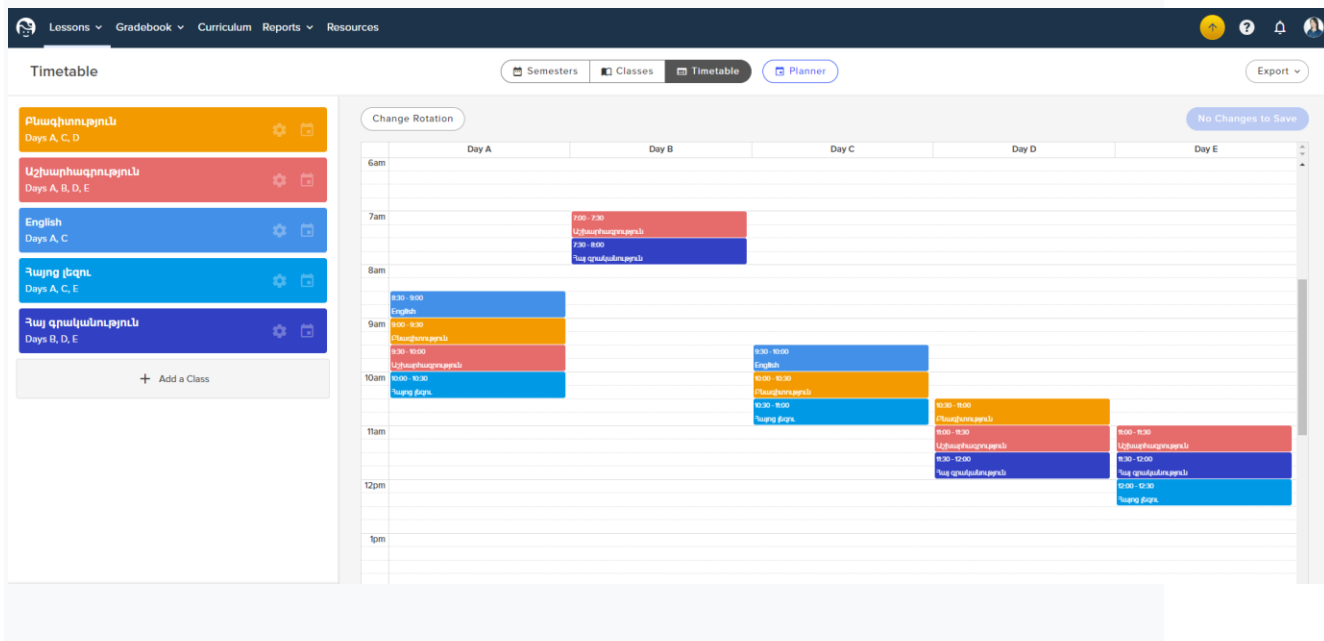 Lessons Gradebook Curriculum Reports Resources
Timetable
Semesters Classes Timetable Planner
Export
Բնագիտություն
Days A, C, D
Աշխարհագրություն
Days A, B, D, E
English
Days A, C
Հայոց լեզու
Days A, C, E
Հայ գրականություն
Days B, D, E
+ Add a Class
Change Rotation
No Changes to Save
Day A Day B Day C Day D Day E
6am
7am
7:00 - 7:30
Աշխարհագրություն
7:30 - 8:00
Հայ գրականություն
8am
8:30 - 9:00
English
9am
9:00 - 9:30
Բնագիտություն
9:30 - 10:00
Աշխարհագրություն
9:30 - 10:00
English
10am
10:00 - 10:30
Հայոց լեզու
10:00 - 10:30
Բնագիտություն
10:30 - 11:00
Հայոց լեզու
10:30 - 11:00
Բնագիտություն
11am
11:00 - 11:30
Աշխարհագրություն
11:00 - 11:30
Աշխարհագրություն
11:30 - 12:00
Հայ գրականություն
11:30 - 12:00
Հայ գրականություն
12pm
12:00 - 12:30
Հայոց լեզու
1pm